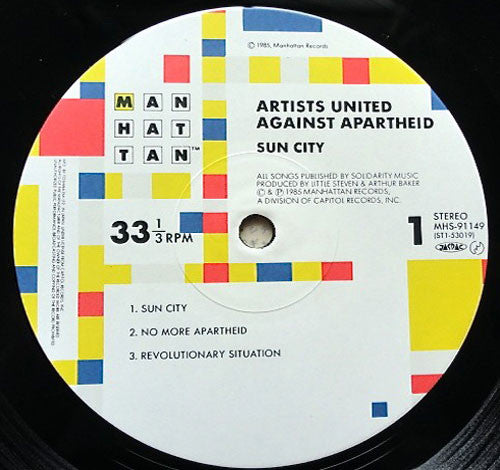 © 1985, Manhattan Records
MAN
HAT
TAN™
ARTISTS UNITED
AGAINST APARTHEID
SUN CITY
ALL SONGS PUBLISHED BY SOLIDARITY MUSIC
PRODUCED BY LITTLE STEVEN & ARTHUR BAKER
© & ℗ 1985 MANHATTAN RECORDS,
A DIVISION OF CAPITOL RECORDS, INC.
33 1/3 RPM
1
STEREO
MHS-91149
(ST1-53019)
JASRAC
1. SUN CITY
2. NO MORE APARTHEID
3. REVOLUTIONARY SITUATION